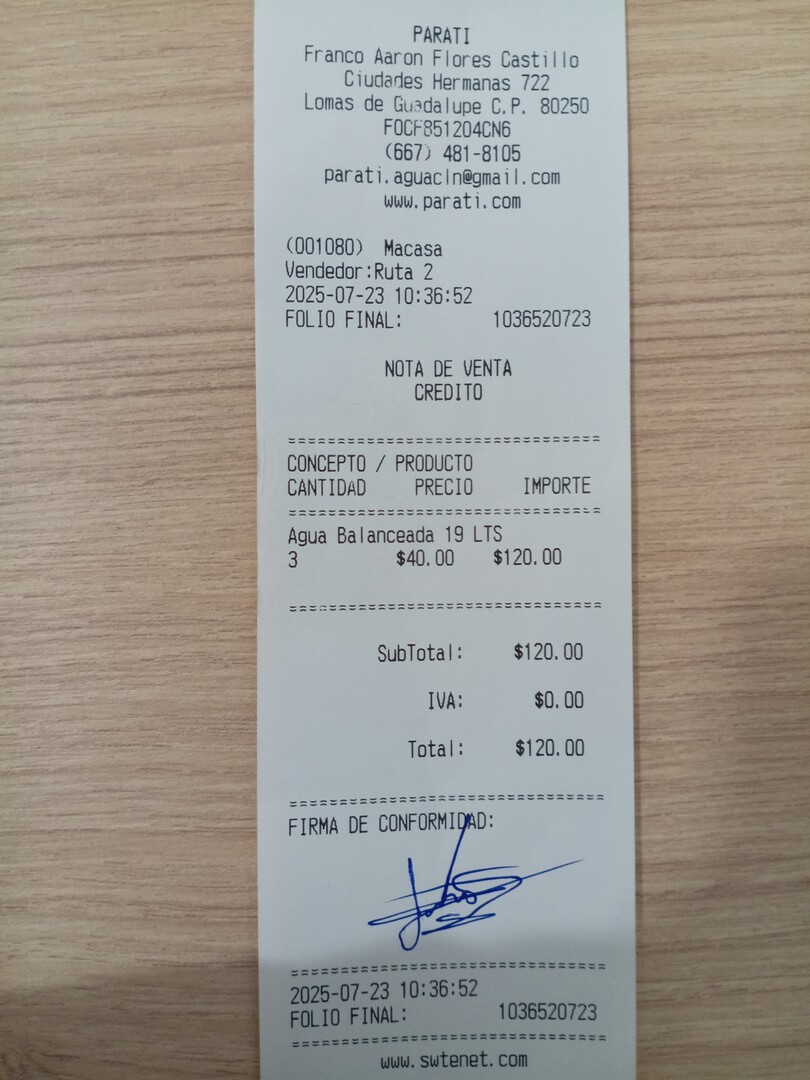 PARATI
Franco Aaron Flores Castillo
Ciudades Hermanas 722
Lomas de Guadalupe C.P. 80250
FOCF851204CN6
(667) 481-8105
parati.aguacln@gmail.com
www.parati.com
(001080) Macasa
Vendedor:Ruta 2
2025-07-23 10:36:52
FOLIO FINAL: 1036520723
NOTA DE VENTA
CREDITO
================================
CONCEPTO / PRODUCTO
CANTIDAD PRECIO IMPORTE
================================
Agua Balanceada 19 LTS
3 $40.00 $120.00
================================
SubTotal: $120.00
IVA: $0.00
Total: $120.00
================================
FIRMA DE CONFORMIDAD:
================================
2025-07-23 10:36:52
FOLIO FINAL: 1036520723
================================
www.swtenet.com